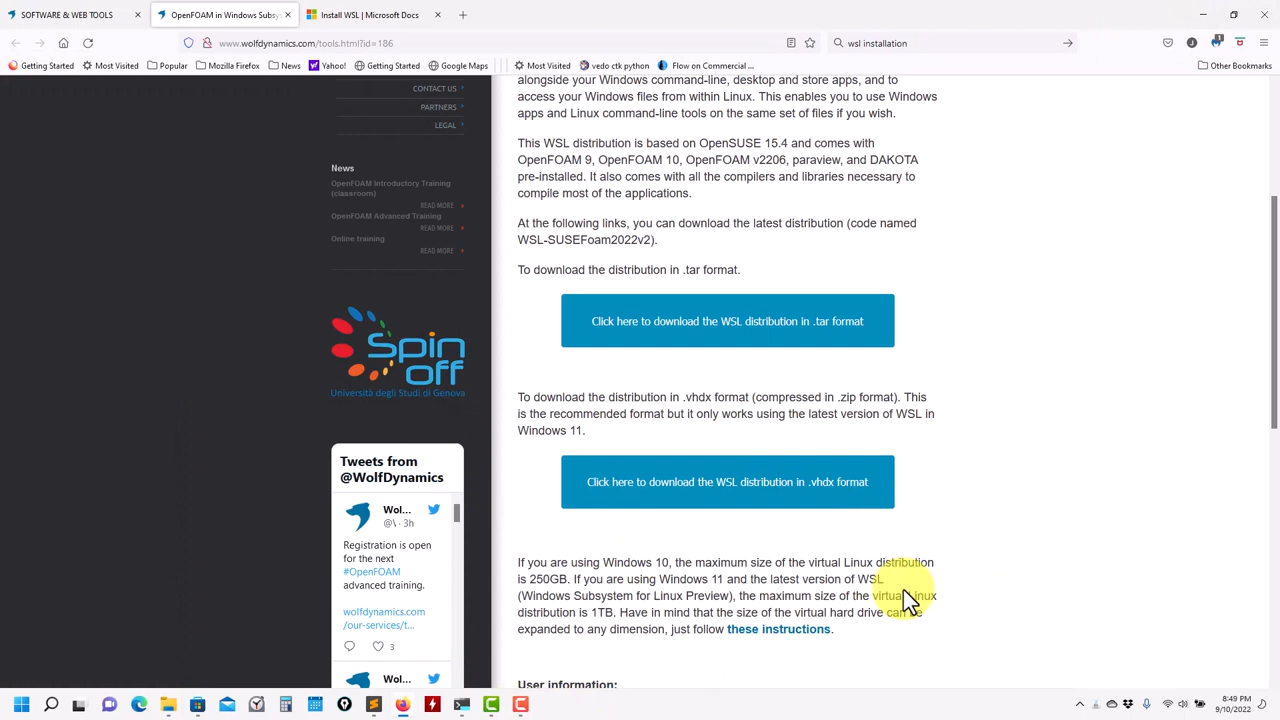 SOFTWARE & WEB TOOLS
OpenFOAM in Windows Subsys
Install WSL | Microsoft Docs
www.wolfdynamics.com/tools.html?id=186
wsl installation
Getting Started
Most Visited
Popular
Mozilla Firefox
News
Yahoo!
Getting Started
Google Maps
Most Visited
vedo ctk python
Flow on Commercial ...
Other Bookmarks
CONTACT US
PARTNERS
LEGAL
News
OpenFOAM Introductory Training
(classroom)
READ MORE
OpenFOAM Advanced Training
READ MORE
Online training
READ MORE
Spin
off
Università degli Studi di Genova
Tweets from
@WolfDynamics
Wol...
@\ · 3h
Registration is open
for the next
#OpenFOAM
advanced training.
wolfdynamics.com
/our-services/t...
3
Wol...
alongside your Windows command-line, desktop and store apps, and to
access your Windows files from within Linux. This enables you to use Windows
apps and Linux command-line tools on the same set of files if you wish.
This WSL distribution is based on OpenSUSE 15.4 and comes with
OpenFOAM 9, OpenFOAM 10, OpenFOAM v2206, paraview, and DAKOTA
pre-installed. It also comes with all the compilers and libraries necessary to
compile most of the applications.
At the following links, you can download the latest distribution (code named
WSL-SUSEFoam2022v2).
To download the distribution in .tar format.
Click here to download the WSL distribution in .tar format
To download the distribution in .vhdx format (compressed in .zip format). This
is the recommended format but it only works using the latest version of WSL in
Windows 11.
Click here to download the WSL distribution in .vhdx format
If you are using Windows 10, the maximum size of the virtual Linux distribution
is 250GB. If you are using Windows 11 and the latest version of WSL
(Windows Subsystem for Linux Preview), the maximum size of the virtual Linux
distribution is 1TB. Have in mind that the size of the virtual hard drive can be
expanded to any dimension, just follow these instructions.
User information:
8:49 PM
9/10/2022